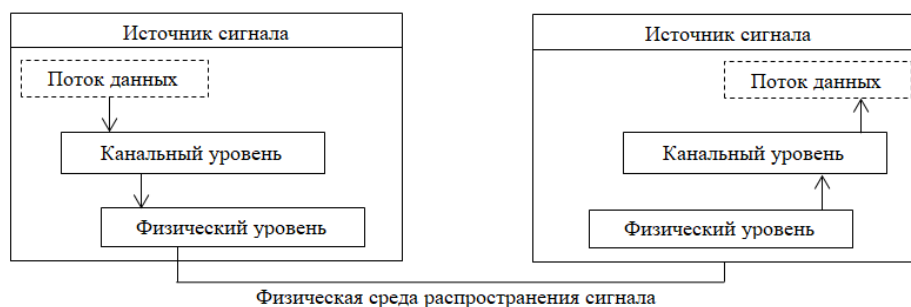 Источник сигнала
Поток данных
Канальный уровень
Физический уровень
Источник сигнала
Поток данных
Канальный уровень
Физический уровень
Физическая среда распространения сигнала